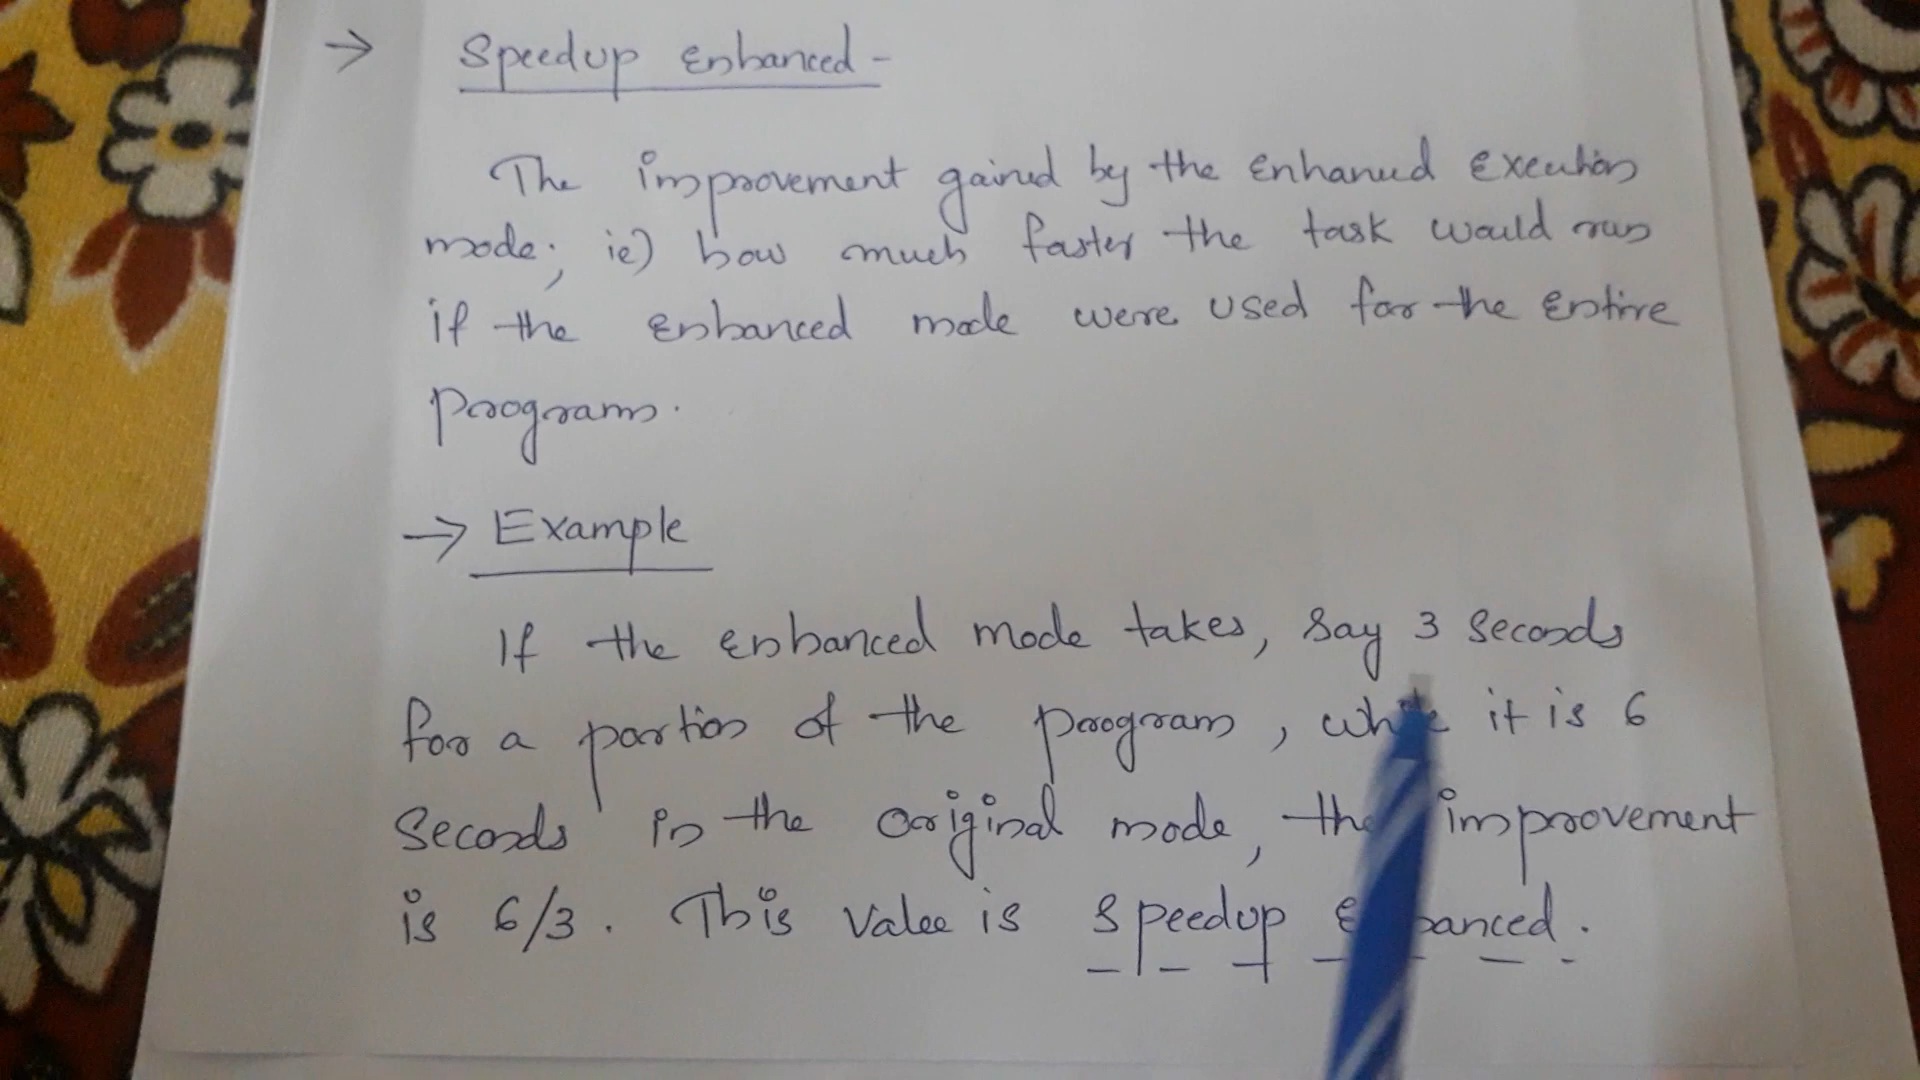 → Speedup Enhanced -
The improvement gained by the Enhanced Execution
mode; ie) how much faster the task would run
if the Enhanced mode were used for the Entire
program.
→ Example
If the Enhanced mode takes, say 3 Seconds
for a portion of the program, while it is 6
Seconds in the original mode, the improvement
is 6/3. This Value is Speedup Enhanced.